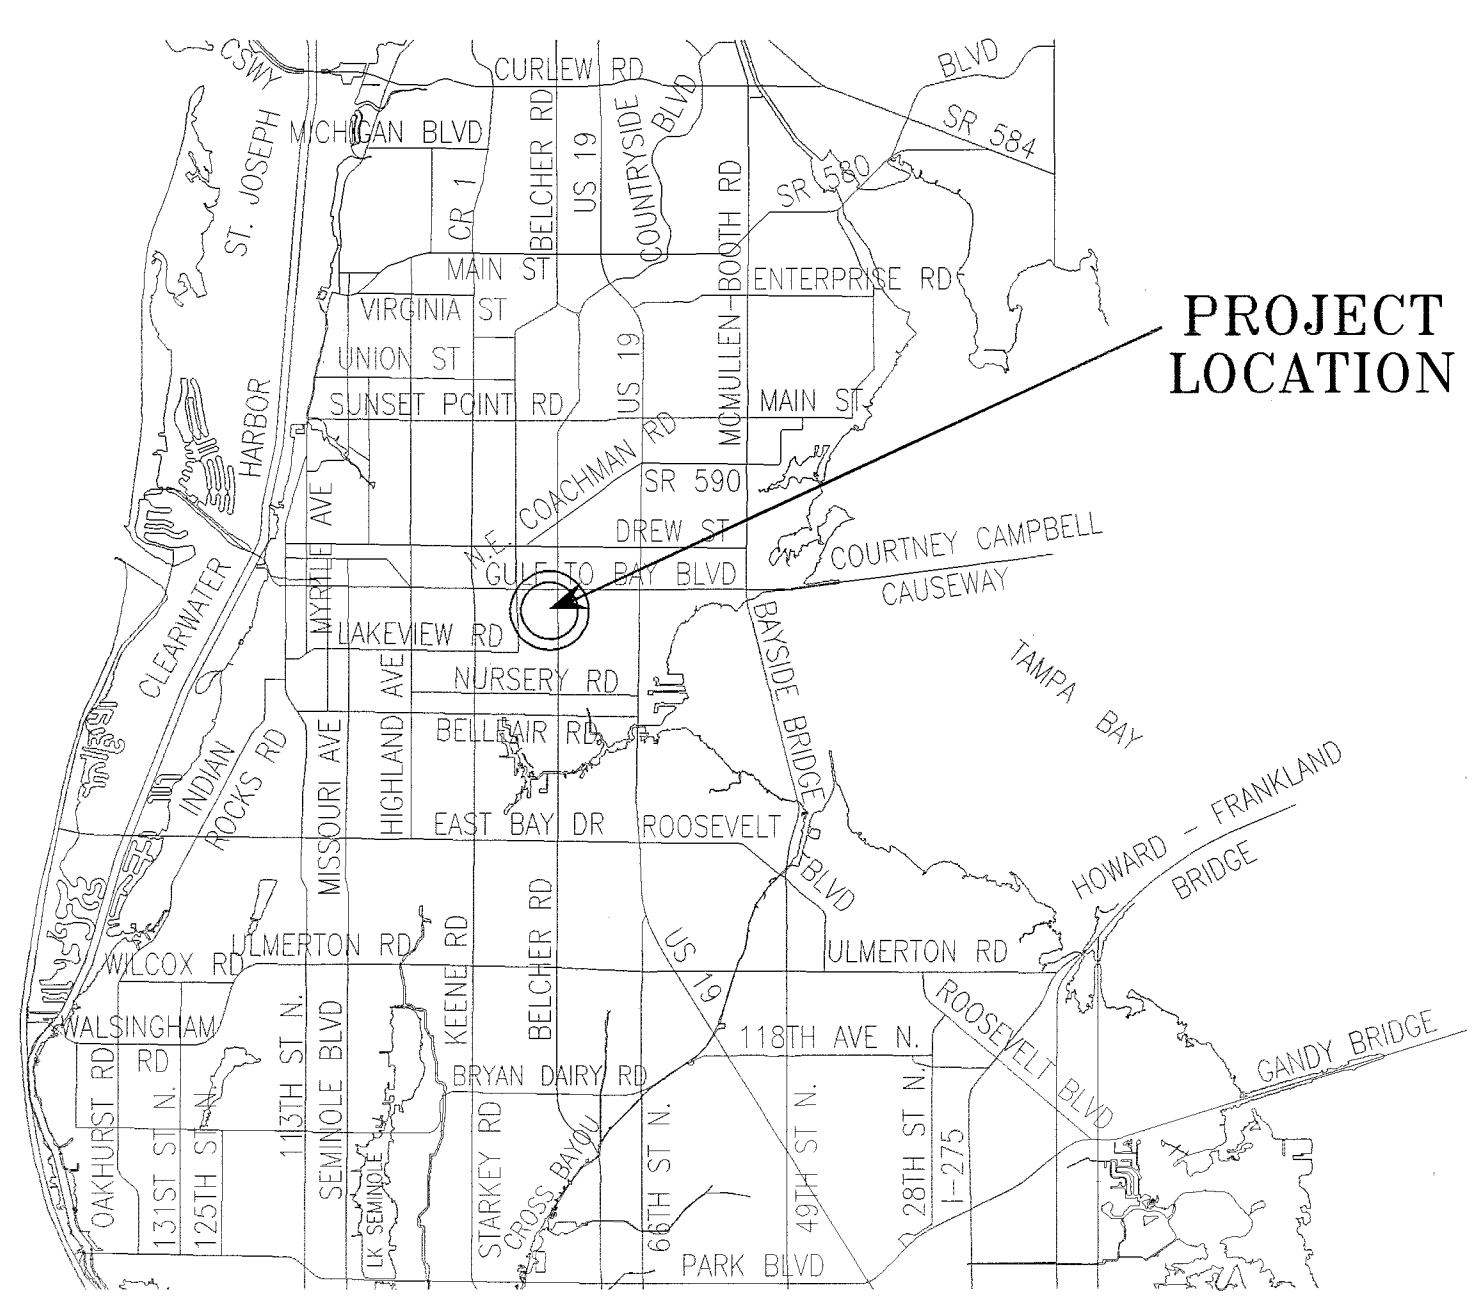 CSWY
CURLEW RD
BLVD
ST. JOSEPH
MICHIGAN BLVD
BELCHER RD
US 19
COUNTRYSIDE
BLVD
SR 584
CR 1
MCMULLEN-BOOTH RD
SR 580
MAIN ST
ENTERPRISE RD
VIRGINIA ST
PROJECT
LOCATION
UNION ST
US 19
SUNSET POINT RD
MAIN ST
HARBOR
N.E. COACHMAN RD
SR 590
MYRTLE AVE
DREW ST
COURTNEY CAMPBELL
CAUSEWAY
GULF TO BAY BLVD
CLEARWATER
LAKEVIEW RD
BAYSIDE BRIDGE
TAMPA BAY
NURSERY RD
HIGHLAND AVE
BELLEAIR RD
INDIAN
ROCKS RD
MISSOURI AVE
EAST BAY DR
ROOSEVELT
BLVD
HOWARD - FRANKLAND
BRIDGE
ULMERTON RD
WILCOX RD
KEENE RD
BELCHER RD
US 19
ULMERTON RD
WALSINGHAM
RD
113TH ST N.
SEMINOLE BLVD
118TH AVE N.
ROOSEVELT BLVD
GANDY BRIDGE
BRYAN DAIRY RD
OAKHURST RD
131ST ST N.
125TH ST N.
LK SEMINOLE
STARKEY RD
CROSS BAYOU
66TH ST N.
49TH ST N.
28TH ST N.
I-275
PARK BLVD